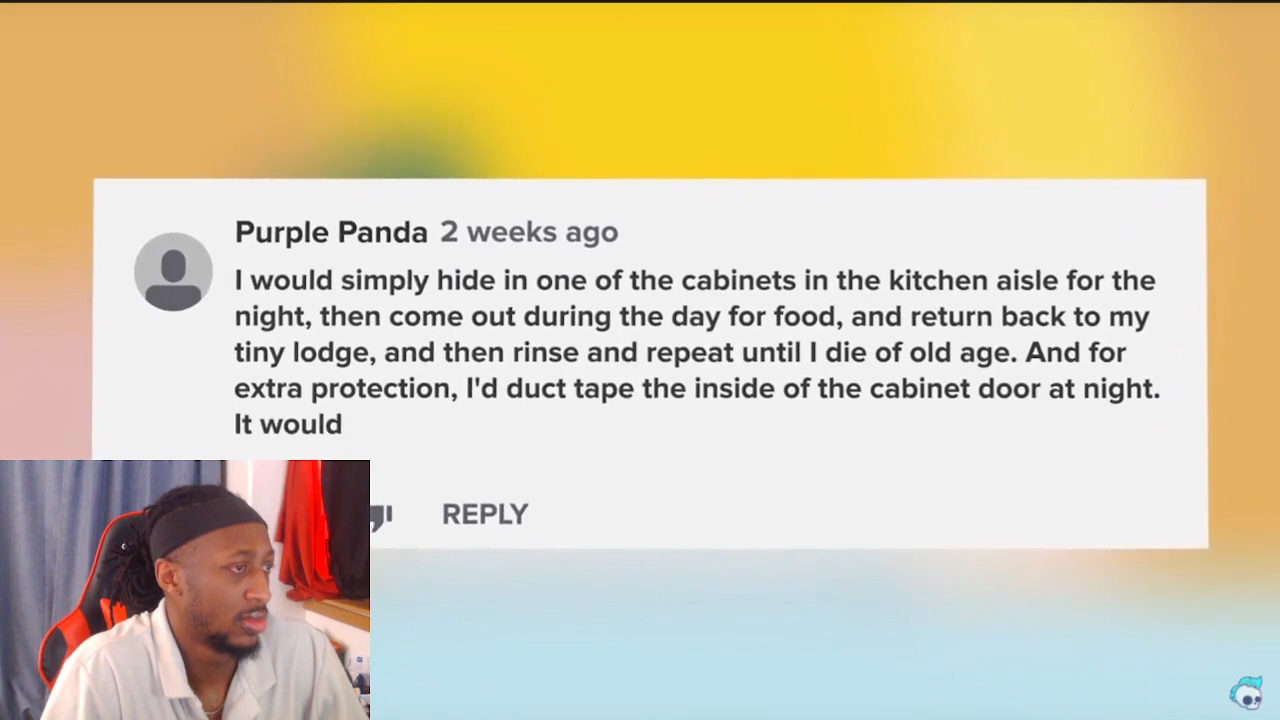 Purple Panda 2 weeks ago
I would simply hide in one of the cabinets in the kitchen aisle for the
night, then come out during the day for food, and return back to my
tiny lodge, and then rinse and repeat until I die of old age. And for
extra protection, I'd duct tape the inside of the cabinet door at night.
It would
REPLY